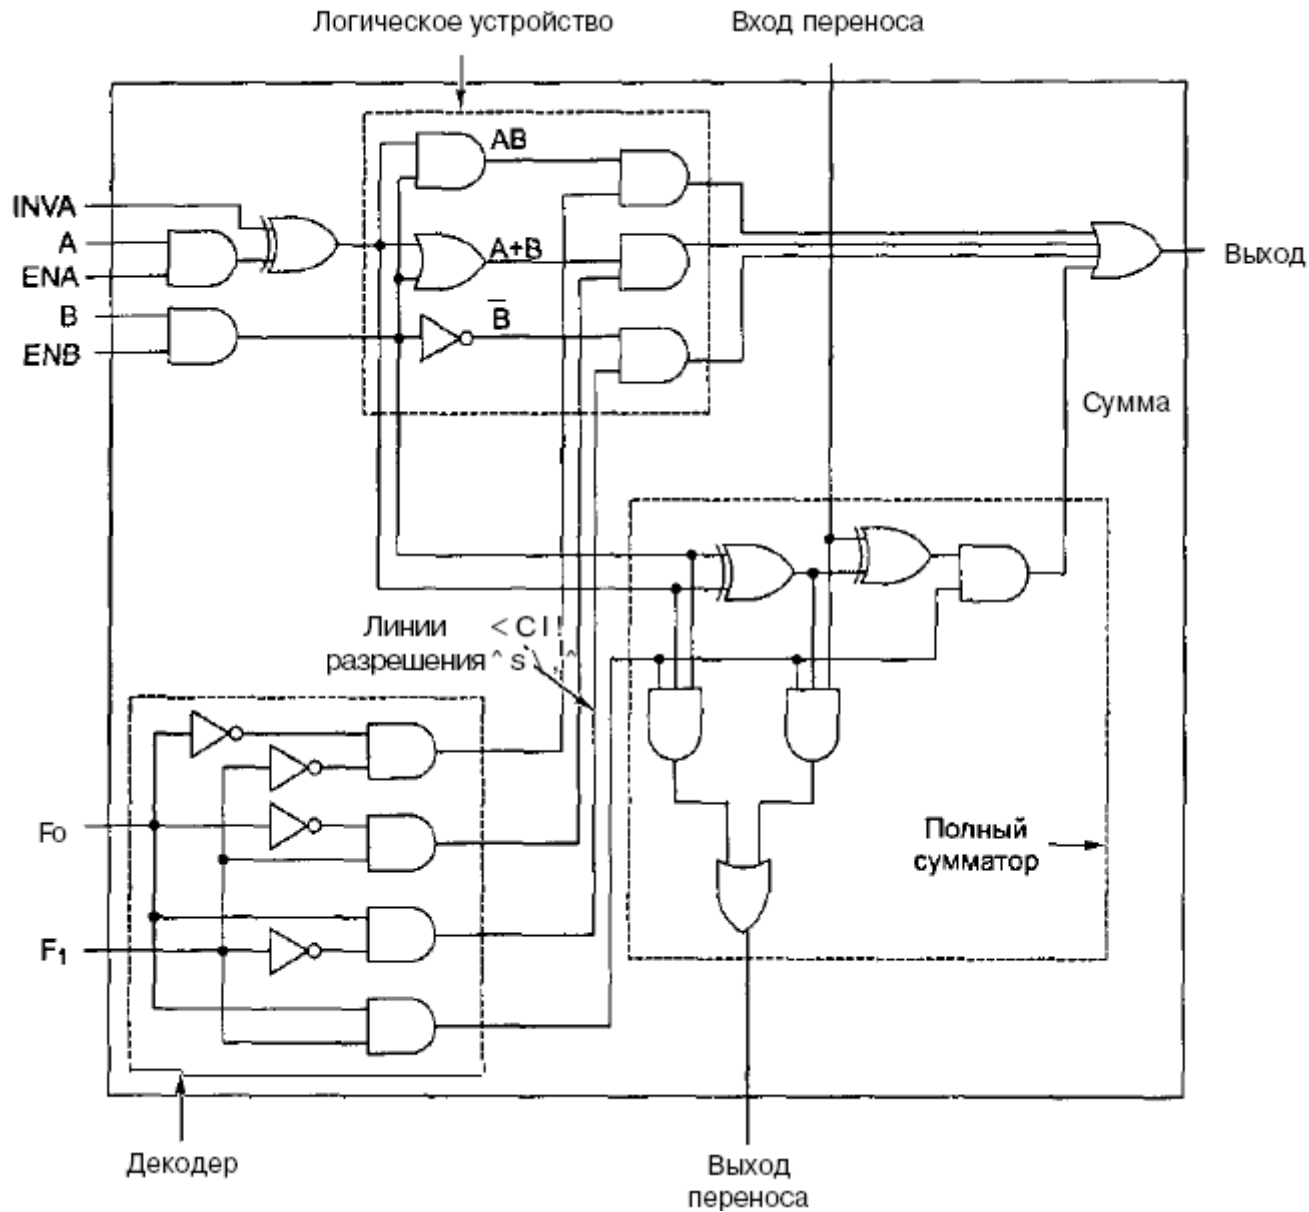 Логическое устройство
Вход переноса
AB
INVA
A
ENA
A+B
Выход
B
B̅
ENB
Сумма
Линии < C I !
разрешения ^ s \ , ^
Fo
Полный
сумматор
F₁
Декодер
Выход
переноса